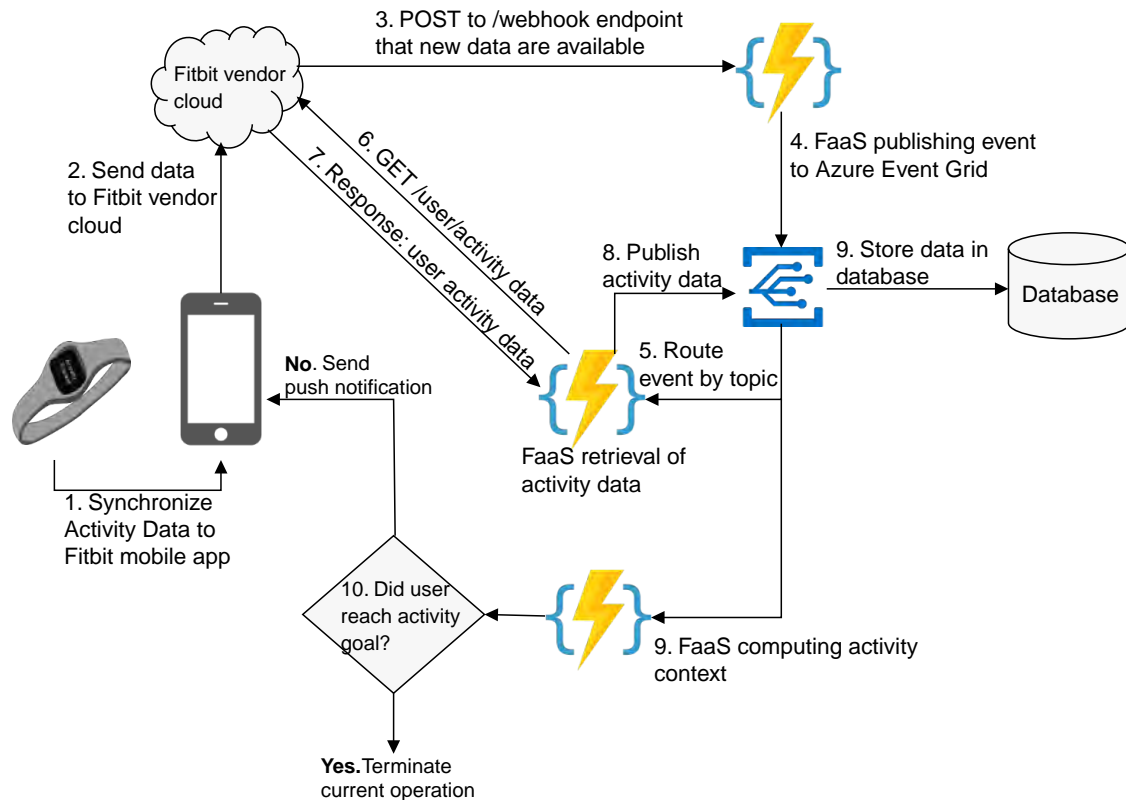 3. POST to /webhook endpoint
that new data are available
Fitbit vendor
cloud
4. FaaS publishing event
to Azure Event Grid
2. Send data
to Fitbit vendor
cloud
6. GET /user/activity data
7. Response: user activity data
8. Publish
activity data
9. Store data in
database
Database
No. Send
push notification
5. Route
event by topic
FaaS retrieval of
activity data
1. Synchronize
Activity Data to
Fitbit mobile app
10. Did user
reach activity
goal?
9. FaaS computing activity
context
Yes.Terminate
current operation